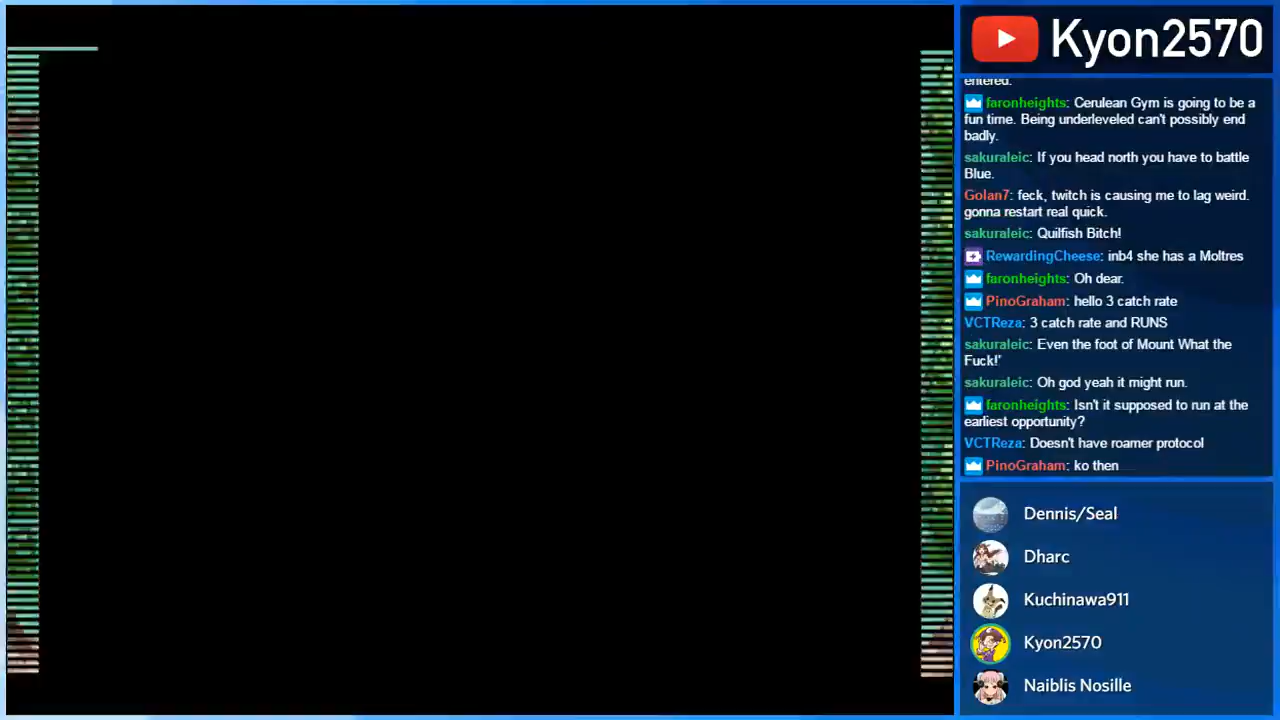 Kyon2570
entered.
faronheights: Cerulean Gym is going to be a
fun time. Being underleveled can't possibly end
badly.
sakuraleic: If you head north you have to battle
Blue.
Golan7: feck, twitch is causing me to lag weird.
gonna restart real quick.
sakuraleic: Quilfish Bitch!
RewardingCheese: inb4 she has a Moltres
faronheights: Oh dear.
PinoGraham: hello 3 catch rate
VCTReza: 3 catch rate and RUNS
sakuraleic: Even the foot of Mount What the
Fuck!'
sakuraleic: Oh god yeah it might run.
faronheights: Isn't it supposed to run at the
earliest opportunity?
VCTReza: Doesn't have roamer protocol
PinoGraham: ko then
Dennis/Seal
Dharc
Kuchinawa911
Kyon2570
Naiblis Nosille